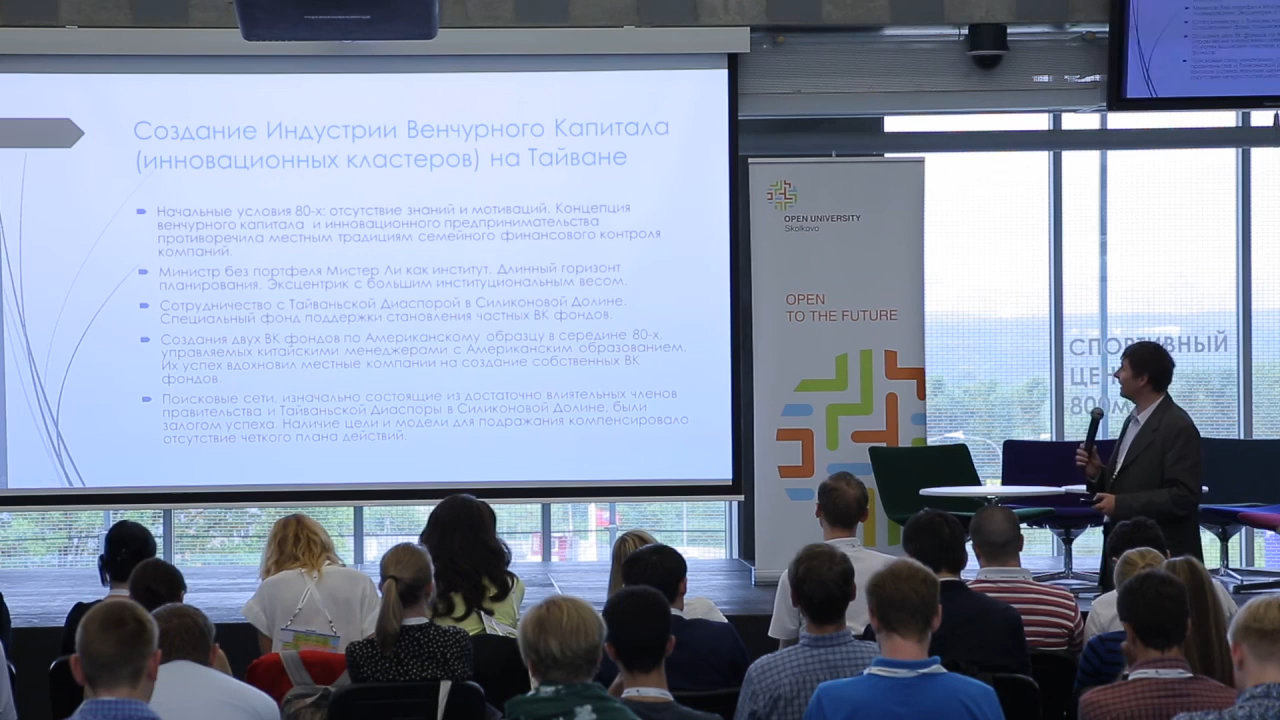 Создание Индустрии Венчурного Капитала
(инновационных кластеров) на Тайване
Начальные условия 80-х: отсутствие знаний и мотиваций. Концепция
венчурного капитала и инновационного предпринимательства
противоречила местным традициям семейного финансового контроля
компаний.
Министр без портфеля Мистер Ли как институт. Длинный горизонт
планирования. Эксцентрик с большим институциональным весом.
Сотрудничество с Тайваньской Диаспорой в Силиконовой Долине.
Специальный фонд поддержки становления частных ВК фондов.
Создания двух ВК фондов по Американскому образцу в середине 80-х,
управляемых китайскими менеджерами с Американским образованием.
Их успех вдохновил местные компании на создание собственных ВК
фондов.
Поисковые сети, изначально состоящие из довольно влиятельных членов
правительства и Тайваньской Диаспоры в Силиконовой Долине, были
залогом цели и модели для подражания компенсировало
отсутствие четкого плана действий.
OPEN UNIVERSITY
Skolkovo
OPEN
TO THE FUTURE
СПОРТИВНЫЙ
ЦЕН
800м